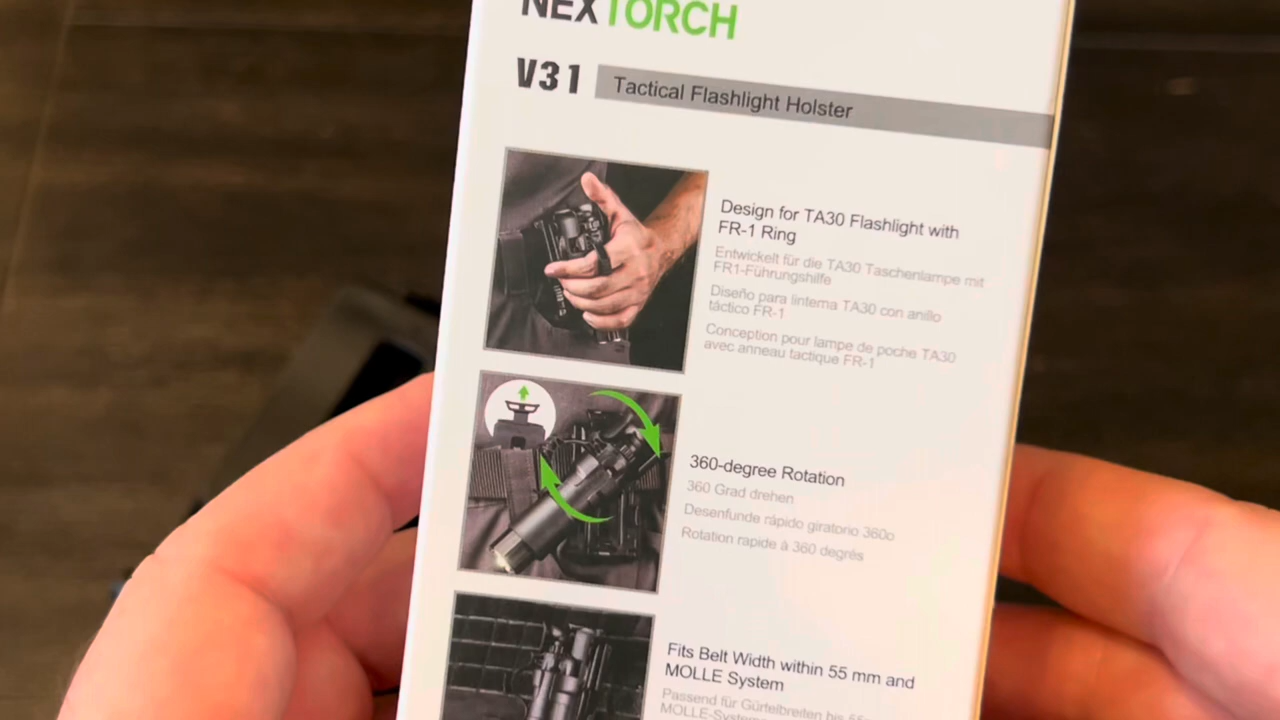 NEXTORCH
V31
Tactical Flashlight Holster
Design for TA30 Flashlight with
FR-1 Ring
Entwickelt für die TA30 Taschenlampe mit
FR1-Führungshilfe
Diseño para linterna TA30 con anillo
táctico FR-1
Conception pour lampe de poche TA30
avec anneau tactique FR-1
360-degree Rotation
360 Grad drehen
Desenfunde rápido giratorio 360o
Rotation rapide à 360 degrés
Fits Belt Width within 55 mm and
MOLLE System
Passend für Gürtelbreiten bis